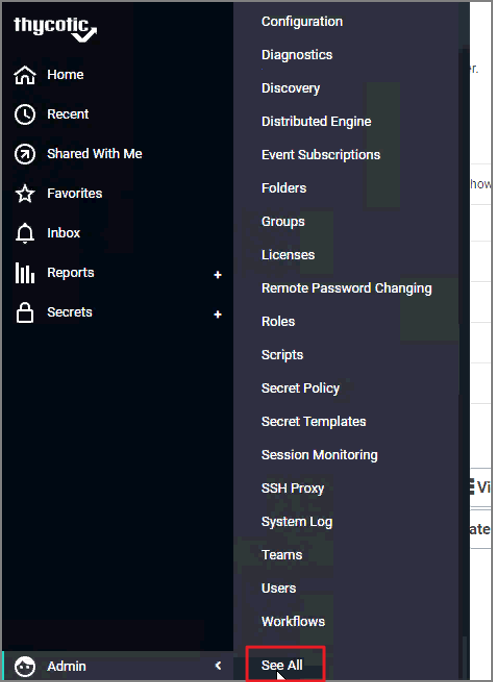 thycotic
Home
Recent
Shared With Me
Favorites
Inbox
Reports +
Secrets +
Admin
Configuration
Diagnostics
Discovery
Distributed Engine
Event Subscriptions
Folders
Groups
Licenses
Remote Password Changing
Roles
Scripts
Secret Policy
Secret Templates
Session Monitoring
SSH Proxy
System Log
Teams
Users
Workflows
See All
r.
how
Vi
ate